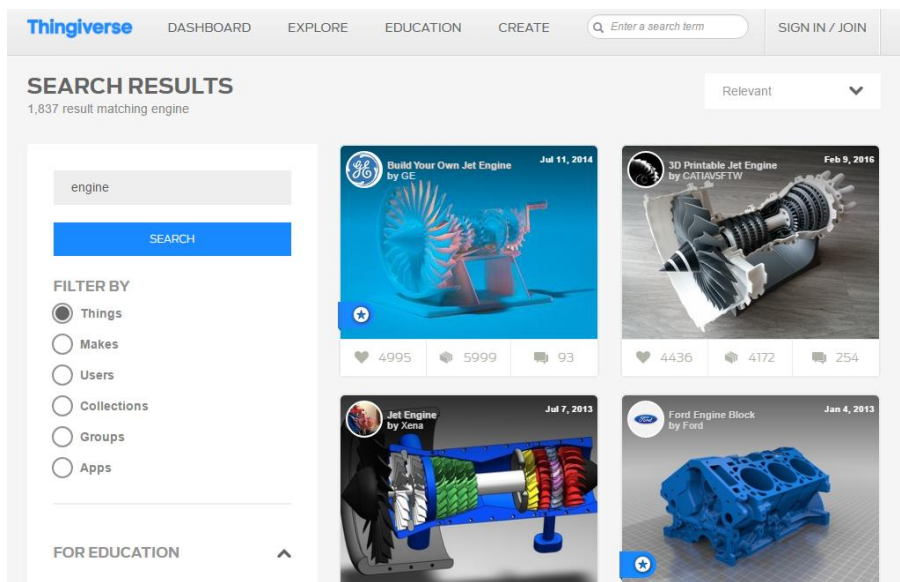 Thingiverse
DASHBOARD
EXPLORE
EDUCATION
CREATE
Enter a search term
SIGN IN / JOIN
SEARCH RESULTS
1,837 result matching engine
Relevant
engine
SEARCH
FILTER BY
Things
Makes
Users
Collections
Groups
Apps
FOR EDUCATION
Build Your Own Jet Engine
by GE
Jul 11, 2014
4995
5999
93
3D Printable Jet Engine
by CATIAV5FTW
Feb 9, 2016
4436
4172
254
Jet Engine
by Xena
Jul 7, 2013
Ford Engine Block
by Ford
Jan 4, 2013
Ford